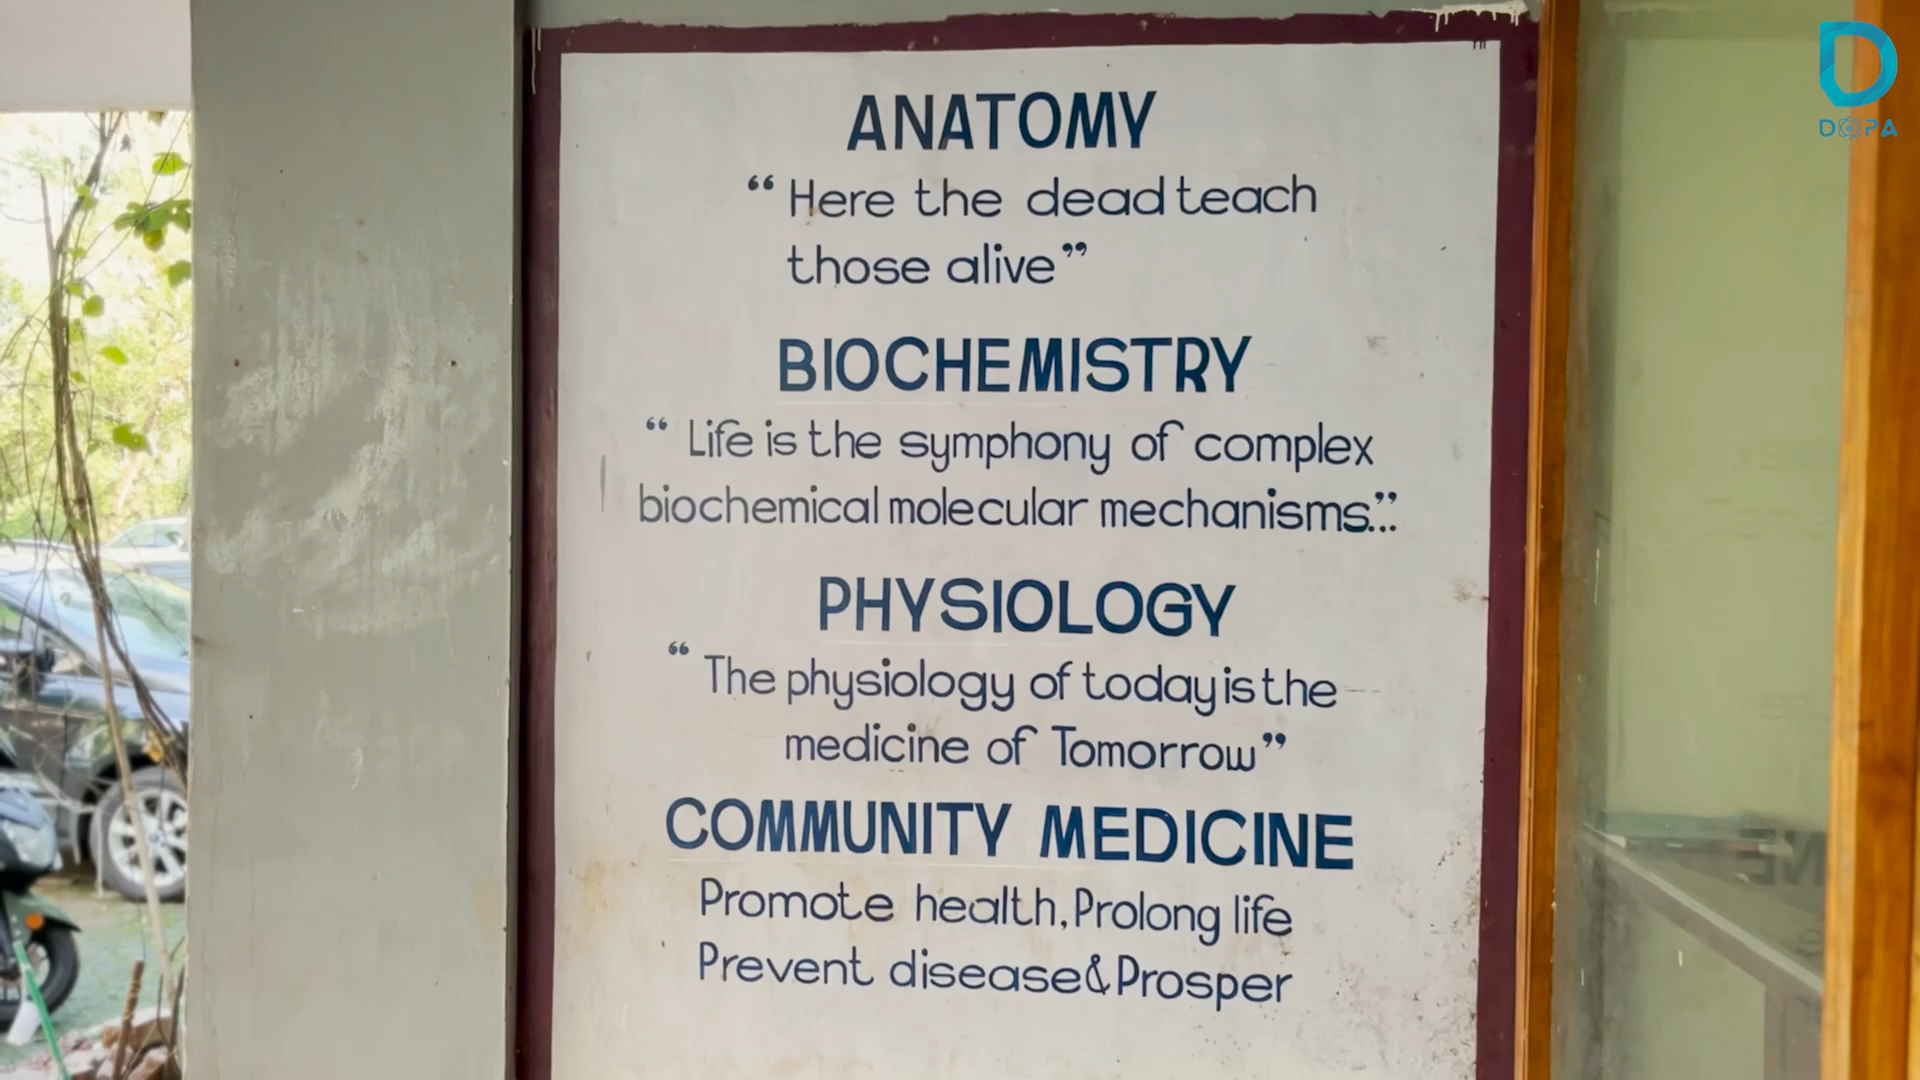 ANATOMY
“ Here the dead teach
those alive”
BIOCHEMISTRY
“ Life is the symphony of complex
biochemical molecular mechanisms...”
PHYSIOLOGY
“ The physiology of today is the
medicine of Tomorrow”
COMMUNITY MEDICINE
Promote health, Prolong life
Prevent disease & Prosper
D
DOPA